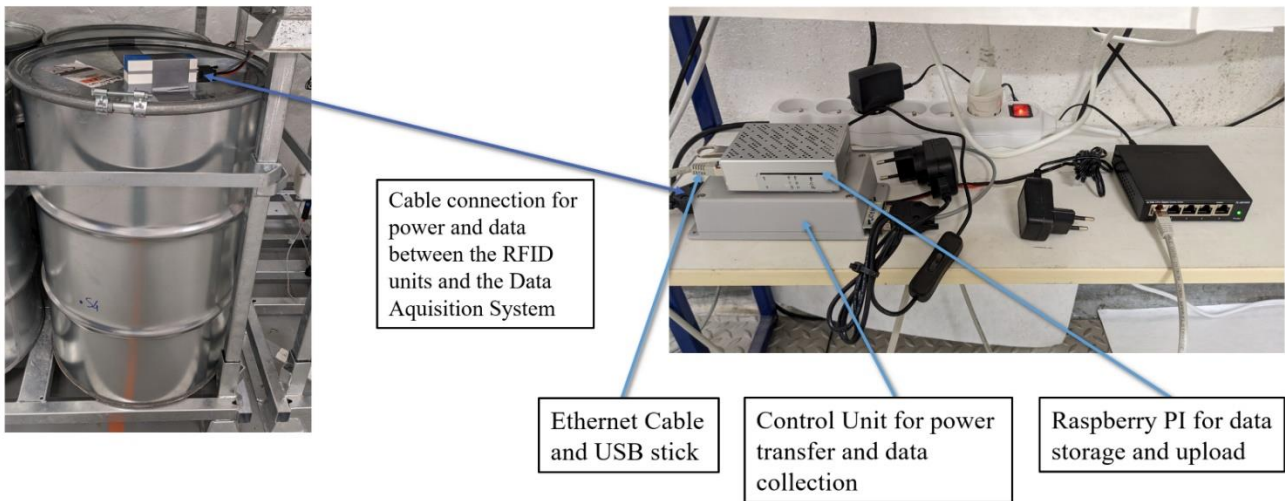 Cable connection for
power and data
between the RFID
units and the Data
Aquisition System
.S4
Ethernet Cable
and USB stick
Control Unit for power
transfer and data
collection
Raspberry PI for data
storage and upload